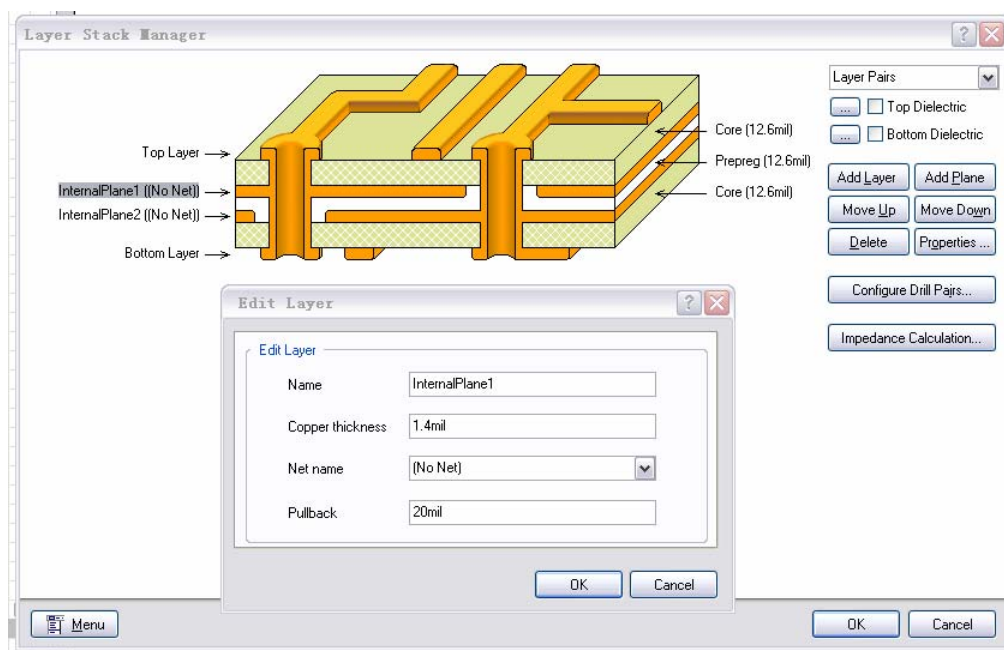 Layer Stack Manager
Layer Pairs
... Top Dielectric
... Bottom Dielectric
Top Layer
InternalPlane1 ((No Net))
InternalPlane2 ((No Net))
Bottom Layer
Core (12.6mil)
Prepreg (12.6mil)
Core (12.6mil)
Add Layer Add Plane
Move Up Move Down
Delete Properties ...
Configure Drill Pairs...
Impedance Calculation...
Edit Layer
Edit Layer
Name InternalPlane1
Copper thickness 1.4mil
Net name (No Net)
Pullback 20mil
OK Cancel
Menu OK Cancel